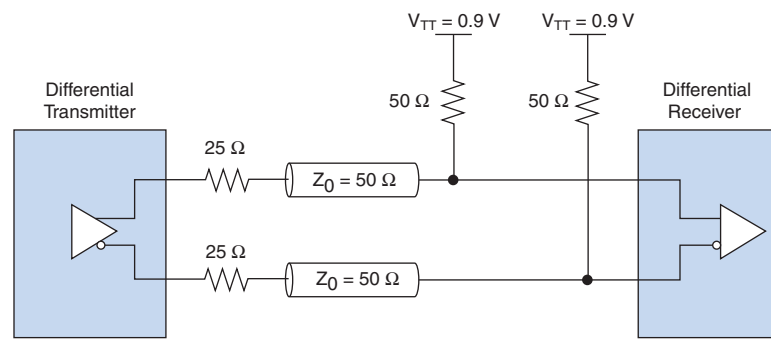 V_TT = 0.9 V
V_TT = 0.9 V
Differential
Transmitter
Differential
Receiver
50 Ω
50 Ω
25 Ω
Z_0 = 50 Ω
25 Ω
Z_0 = 50 Ω